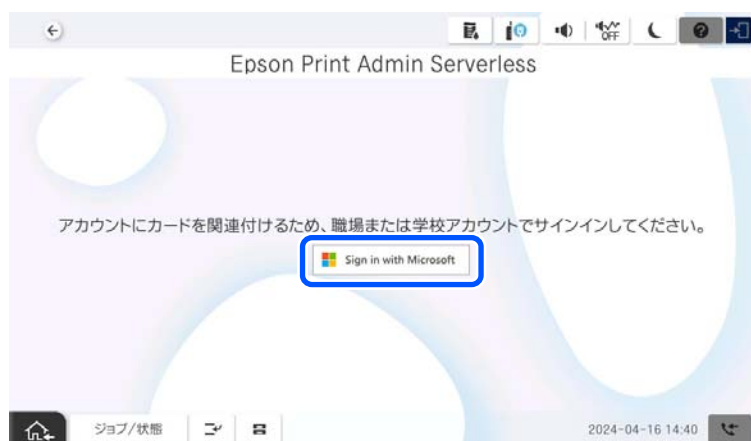 OFF
Epson Print Admin Serverless
アカウントにカードを関連付けるため、職場または学校アカウントでサインインしてください。
Sign in with Microsoft
ジョブ/状態
2024-04-16 14:40